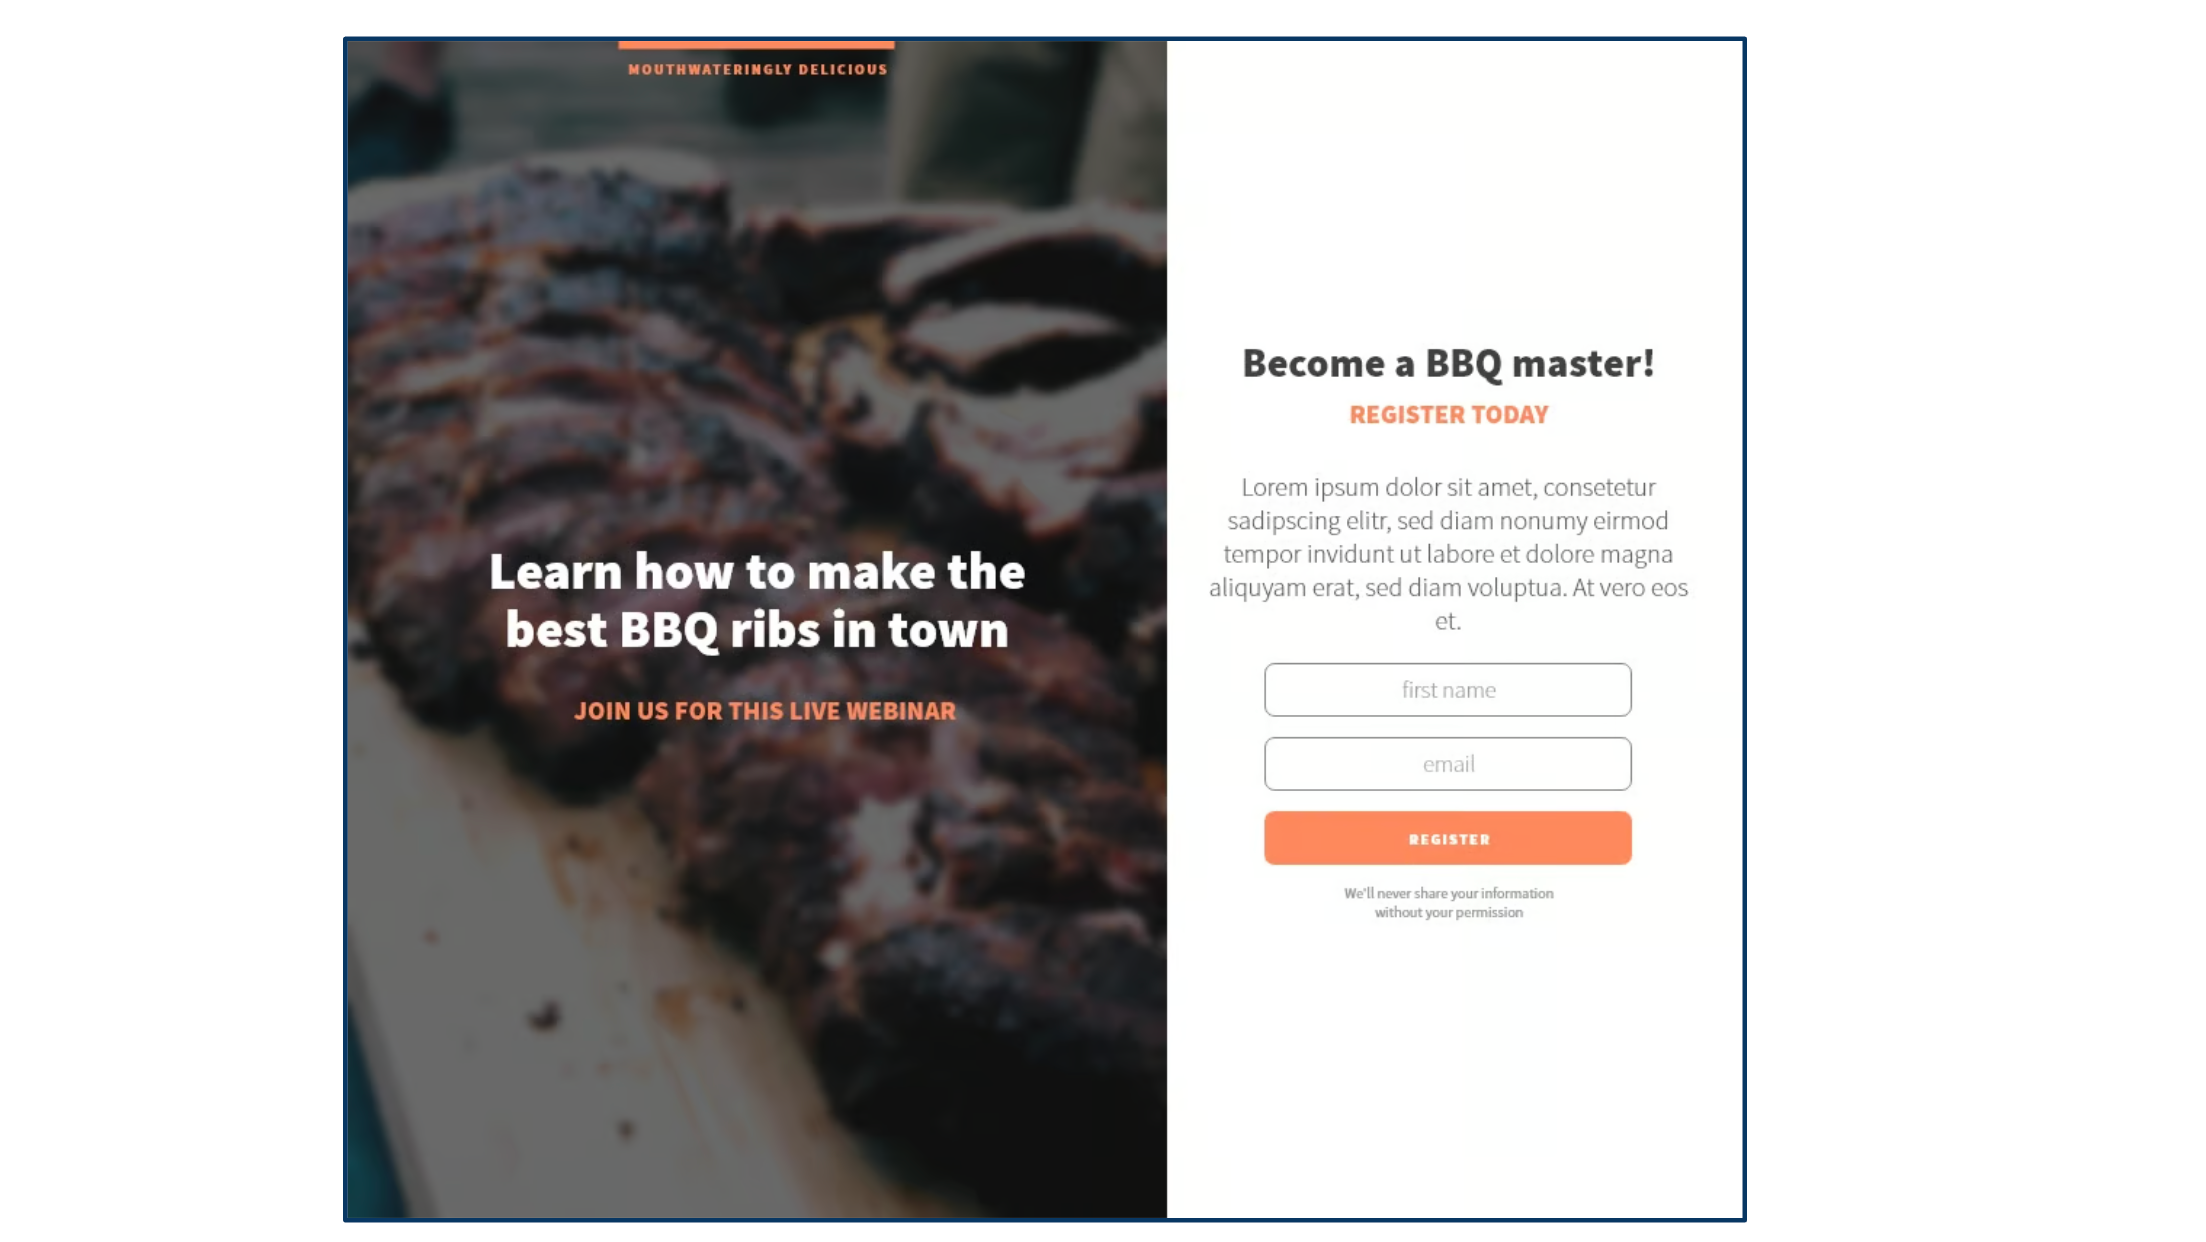 MOUTHWATERINGLY DELICIOUS
Learn how to make the
best BBQ ribs in town
JOIN US FOR THIS LIVE WEBINAR
Become a BBQ master!
REGISTER TODAY
Lorem ipsum dolor sit amet, consetetur
sadipscing elitr, sed diam nonumy eirmod
tempor invidunt ut labore et dolore magna
aliquyam erat, sed diam voluptua. At vero eos
et.
first name
email
REGISTER
We'll never share your information
without your permission